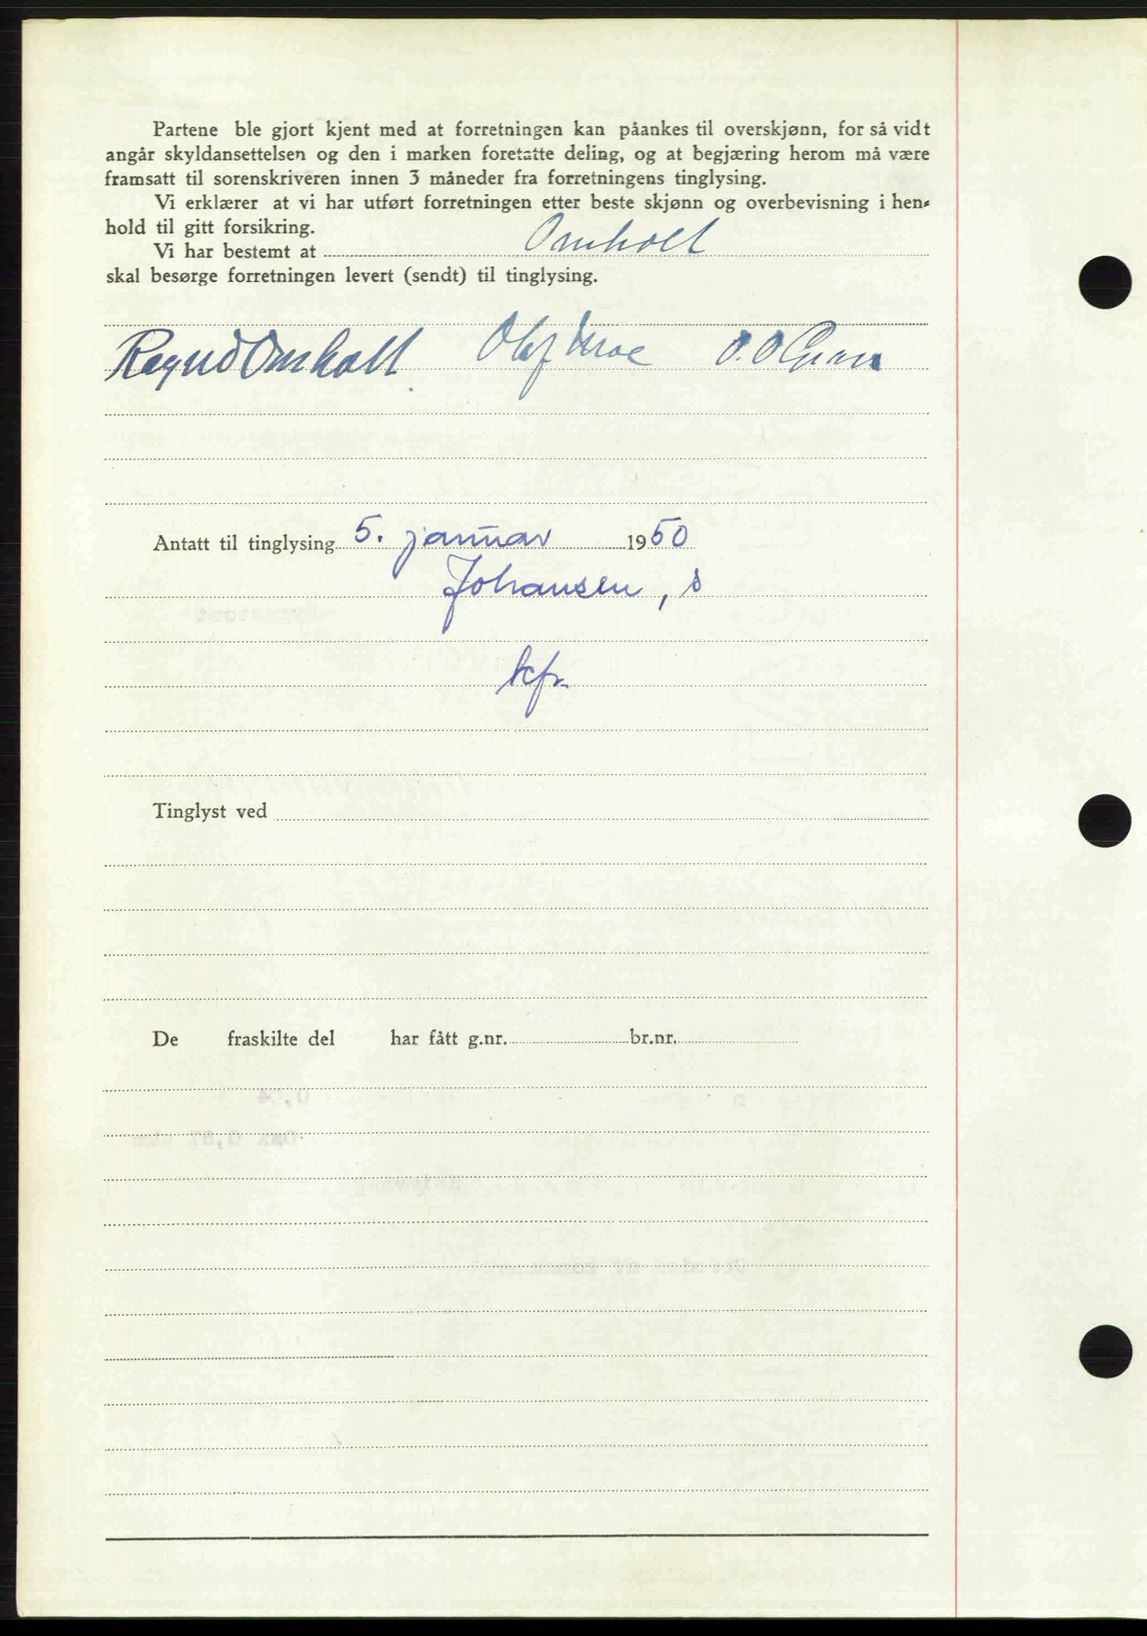 Partene ble gjort kjent med at forretningen kan påankes til overskjønn, for så vidt
angår skyldansettelsen og den i marken foretatte deling, og at begjæring herom må være
framsatt til sorenskriveren innen 3 måneder fra forretningens tinglysing.
Vi erklærer at vi har utført forretningen etter beste skjønn og overbevisning i hen-
hold til gitt forsikring.
Vi har bestemt at Omholt
skal besørge forretningen levert (sendt) til tinglysing.
Omholt Olaf O. O.
Antatt til tinglysing 5. januar 1950
Johansen, s
kfr.
Tinglyst ved
De fraskilte del har fått g.nr. br.nr.